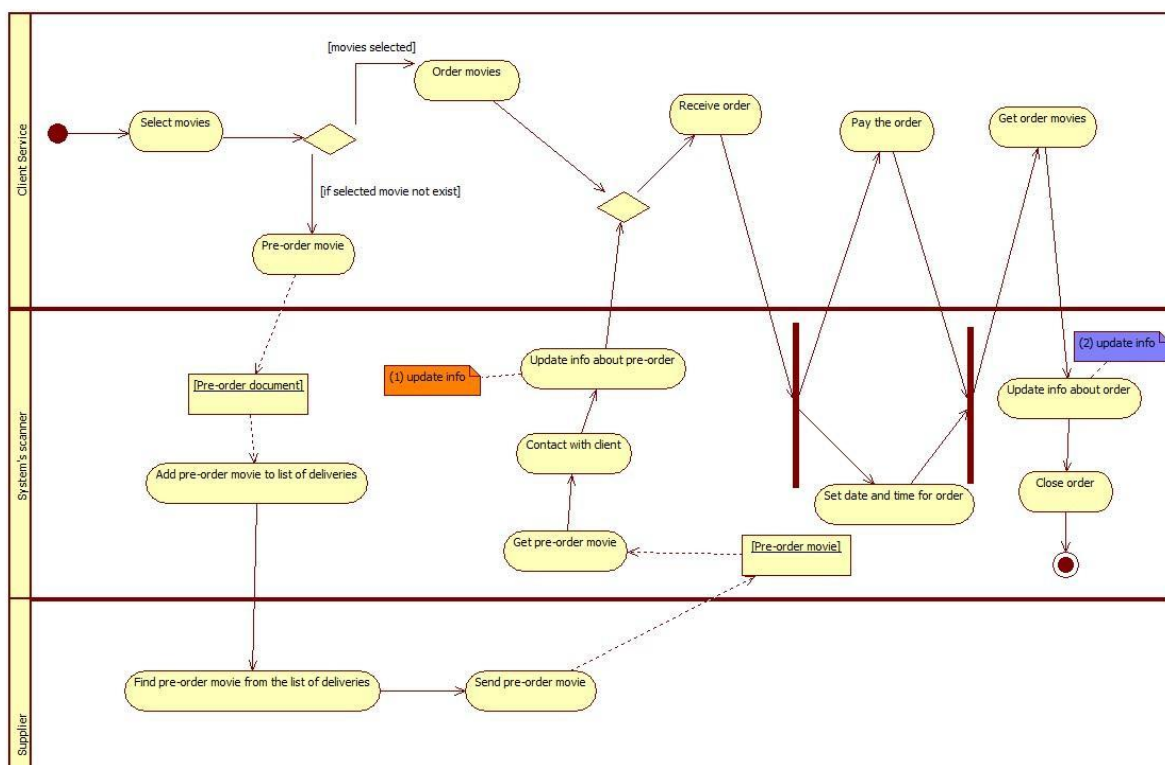 Client Service
[movies selected]
Order movies
Select movies
Receive order
Pay the order
Get order movies
[if selected movie not exist]
Pre-order movie
System's scanner
(1) update info
Update info about pre-order
(2) update info
[Pre-order document]
Update info about order
Contact with client
Add pre-order movie to list of deliveries
Set date and time for order
Close order
Get pre-order movie
[Pre-order movie]
Supplier
Find pre-order movie from the list of deliveries
Send pre-order movie